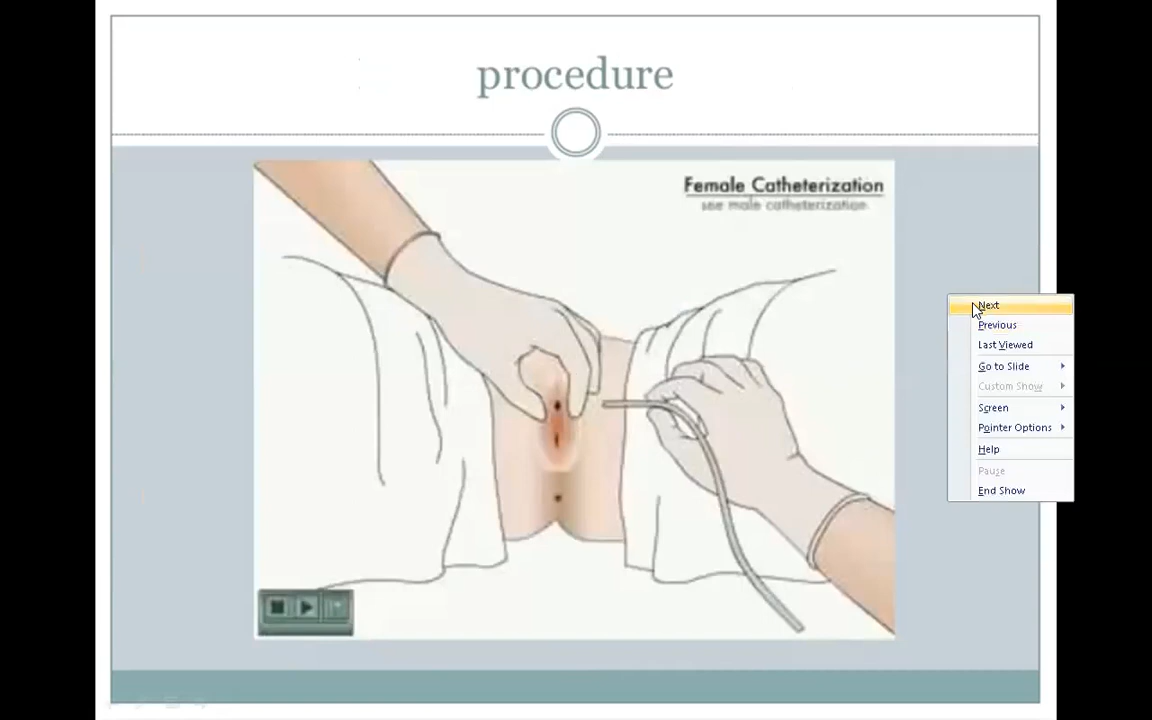 procedure
Female Catheterization
see male catheterization
Next
Previous
Last Viewed
Go to Slide
Custom Show
Screen
Pointer Options
Help
Pause
End Show